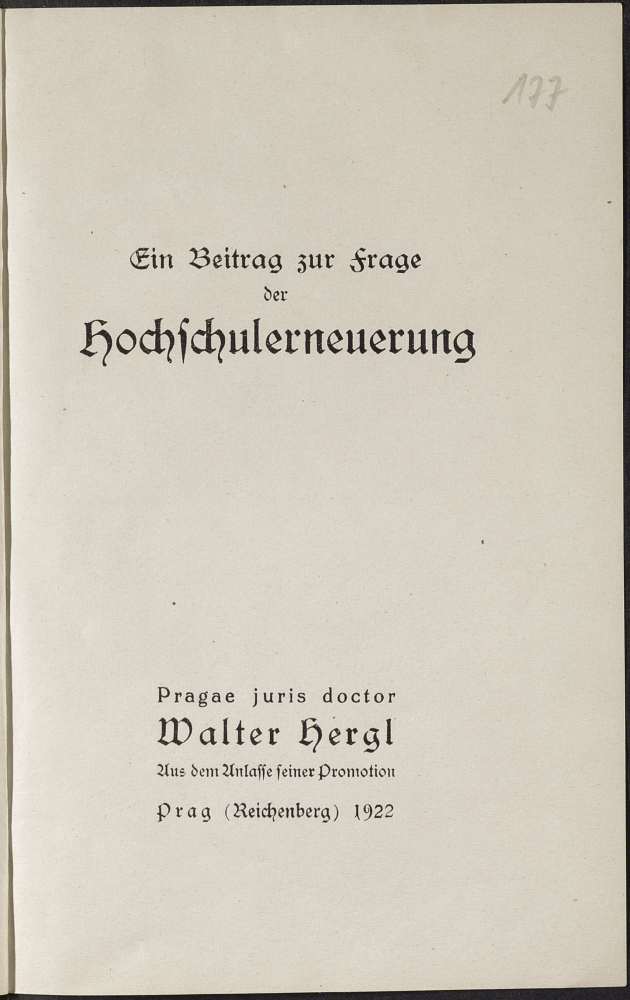 177
Ein Beitrag zur Frage
der
Hochschulerneuerung
Pragae juris doctor
Walter Hergl
Aus dem Anlasse seiner Promotion
Prag (Reichenberg) 1922